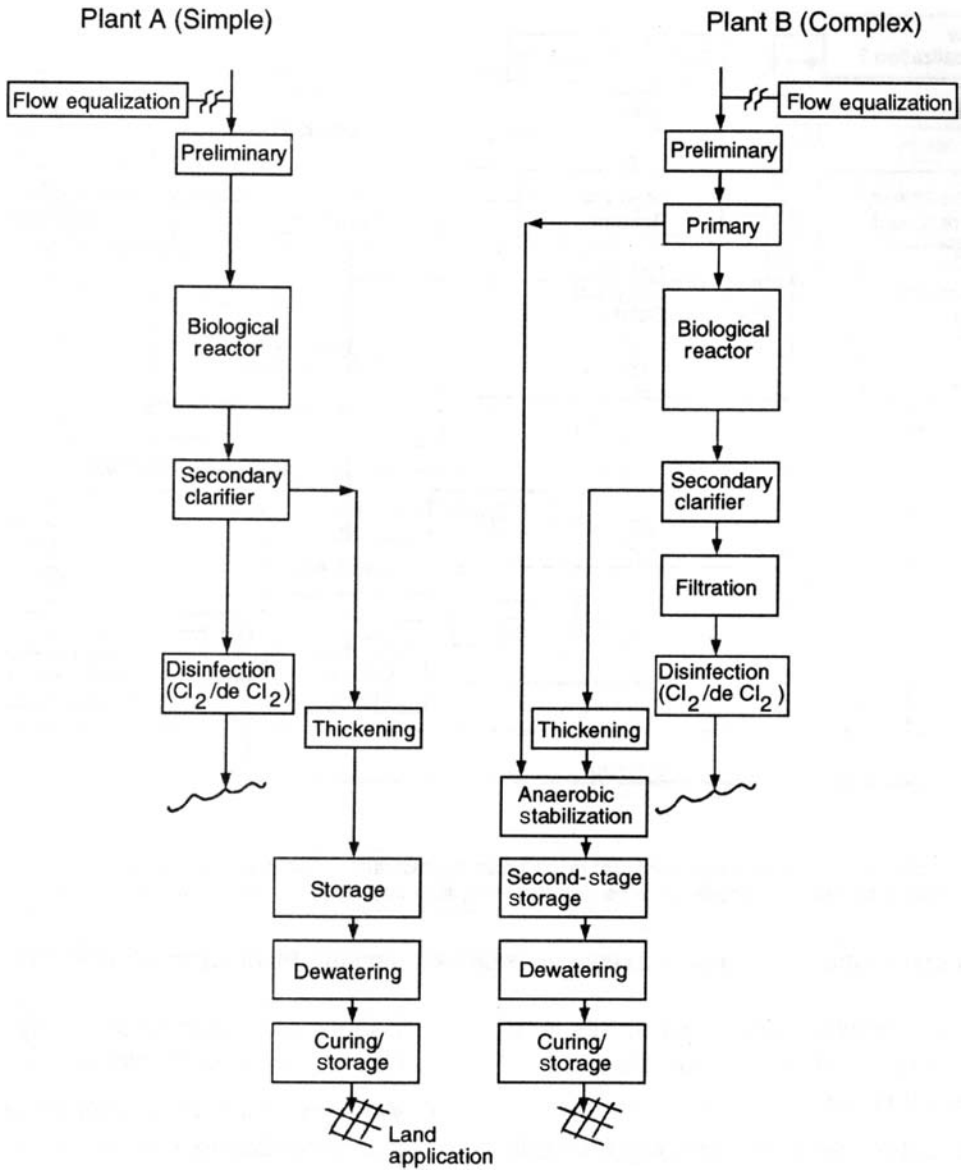 Plant A (Simple)
Flow equalization
Preliminary
Biological
reactor
Secondary
clarifier
Disinfection
(Cl₂/de Cl₂)
Thickening
Storage
Dewatering
Curing/
storage
Land
application
Plant B (Complex)
Flow equalization
Preliminary
Primary
Biological
reactor
Secondary
clarifier
Filtration
Disinfection
(Cl₂/de Cl₂)
Thickening
Anaerobic
stabilization
Second-stage
storage
Dewatering
Curing/
storage